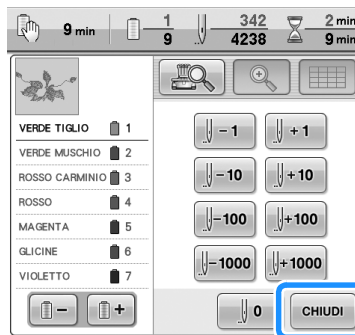 9 min
1
9
342
4238
2 min
9 min
VERDE TIGLIO 1
VERDE MUSCHIO 2
ROSSO CARMINIO 3
ROSSO 4
MAGENTA 5
GLICINE 6
VIOLETTO 7
- 1
+ 1
-10
+10
-100
+100
-1000
+1000
- +
0
CHIUDI